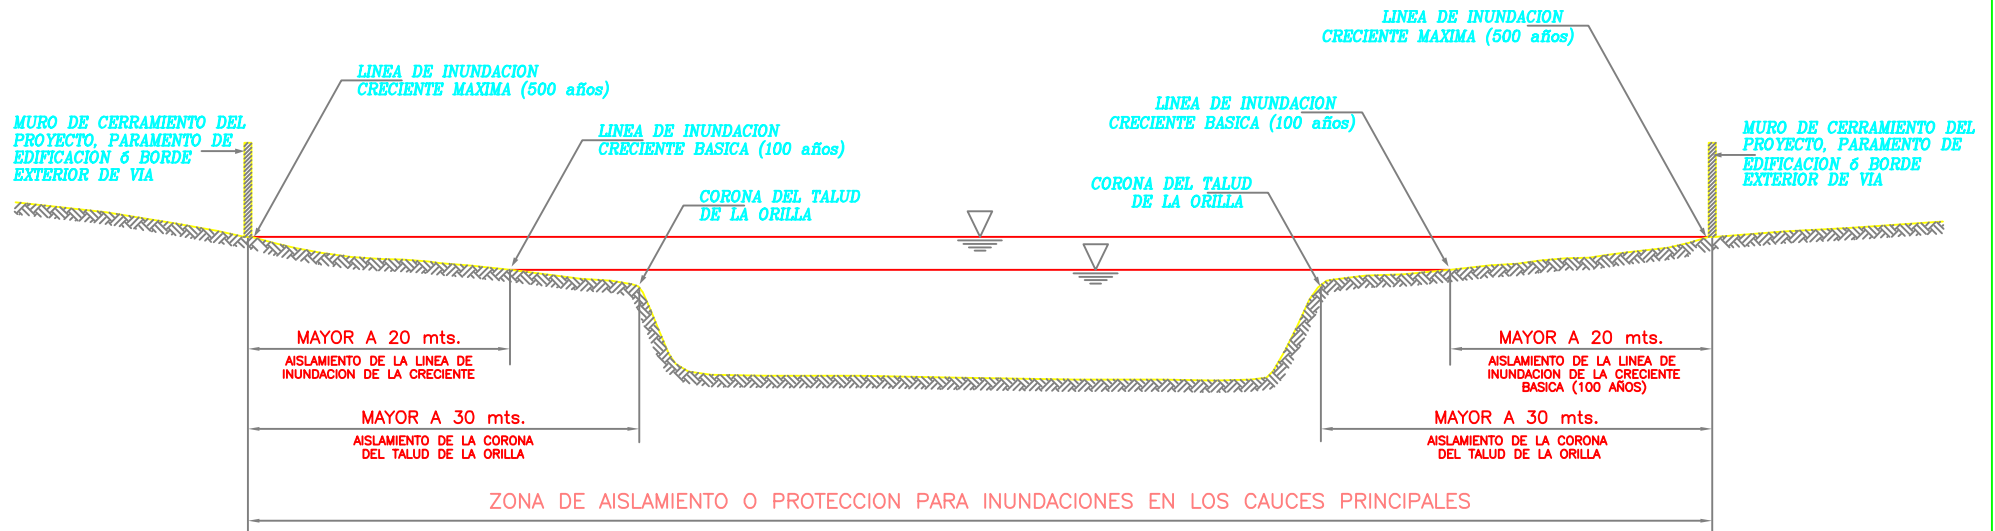 LINEA DE INUNDACION
CRECIENTE MAXIMA (500 años)
LINEA DE INUNDACION
CRECIENTE MAXIMA (500 años)
LINEA DE INUNDACION
CRECIENTE BASICA (100 años)
MURO DE CERRAMIENTO DEL
PROYECTO, PARAMENTO DE
EDIFICACION ó BORDE
EXTERIOR DE VIA
LINEA DE INUNDACION
CRECIENTE BASICA (100 años)
MURO DE CERRAMIENTO DEL
PROYECTO, PARAMENTO DE
EDIFICACION ó BORDE
EXTERIOR DE VIA
CORONA DEL TALUD
DE LA ORILLA
CORONA DEL TALUD
DE LA ORILLA
MAYOR A 20 mts.
AISLAMIENTO DE LA LINEA DE
INUNDACION DE LA CRECIENTE
MAYOR A 20 mts.
AISLAMIENTO DE LA LINEA DE
INUNDACION DE LA CRECIENTE
BASICA (100 AÑOS)
MAYOR A 30 mts.
AISLAMIENTO DE LA CORONA
DEL TALUD DE LA ORILLA
MAYOR A 30 mts.
AISLAMIENTO DE LA CORONA
DEL TALUD DE LA ORILLA
ZONA DE AISLAMIENTO O PROTECCION PARA INUNDACIONES EN LOS CAUCES PRINCIPALES